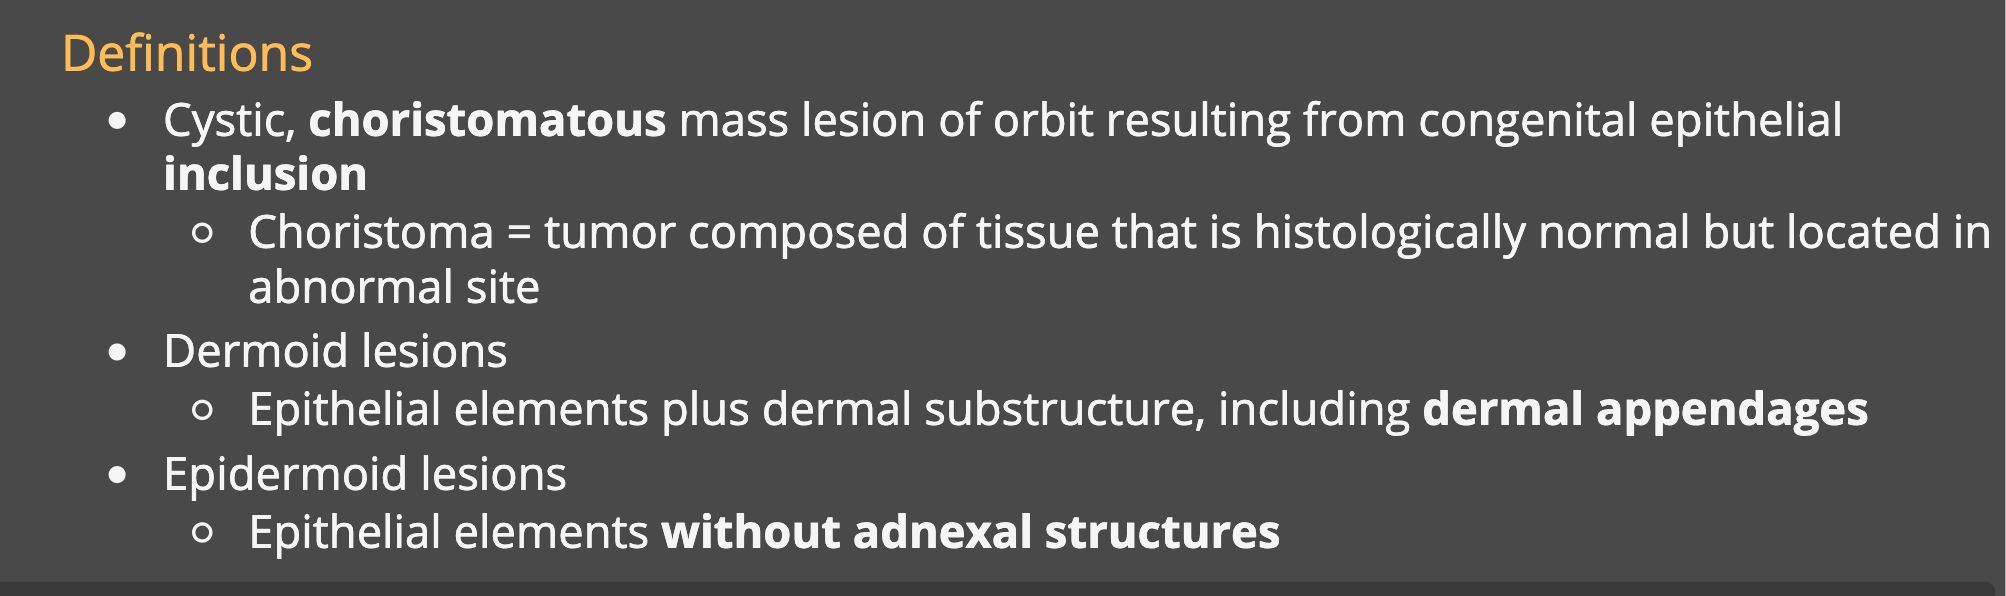 Definitions
• Cystic, choristomatous mass lesion of orbit resulting from congenital epithelial
inclusion
◦ Choristoma = tumor composed of tissue that is histologically normal but located in
abnormal site
• Dermoid lesions
◦ Epithelial elements plus dermal substructure, including dermal appendages
• Epidermoid lesions
◦ Epithelial elements without adnexal structures